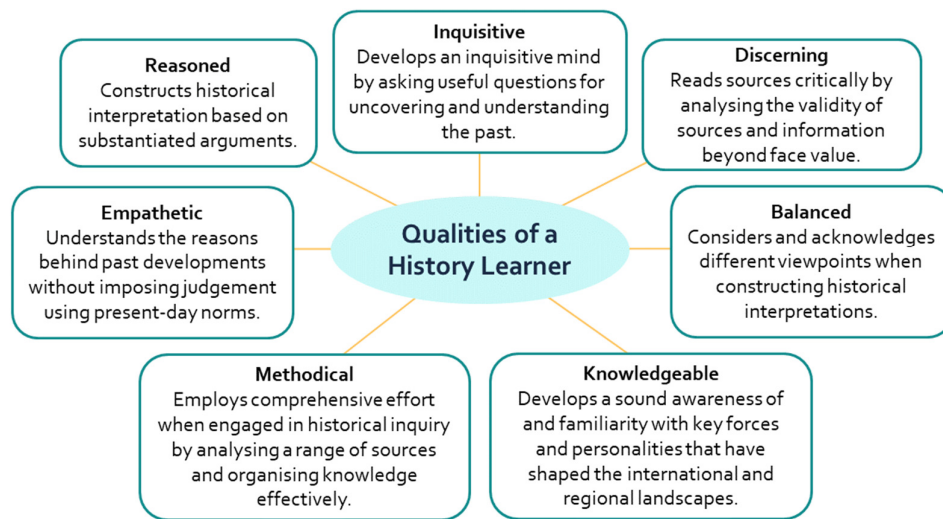 Inquisitive
Develops an inquisitive mind
by asking useful questions for
uncovering and understanding
the past.
Reasoned
Constructs historical
interpretation based on
substantiated arguments.
Discerning
Reads sources critically by
analysing the validity of
sources and information
beyond face value.
Empathetic
Understands the reasons
behind past developments
without imposing judgement
using present-day norms.
Qualities of a
History Learner
Balanced
Considers and acknowledges
different viewpoints when
constructing historical
interpretations.
Methodical
Employs comprehensive effort
when engaged in historical inquiry
by analysing a range of sources
and organising knowledge
effectively.
Knowledgeable
Develops a sound awareness of
and familiarity with key forces
and personalities that have
shaped the international and
regional landscapes.